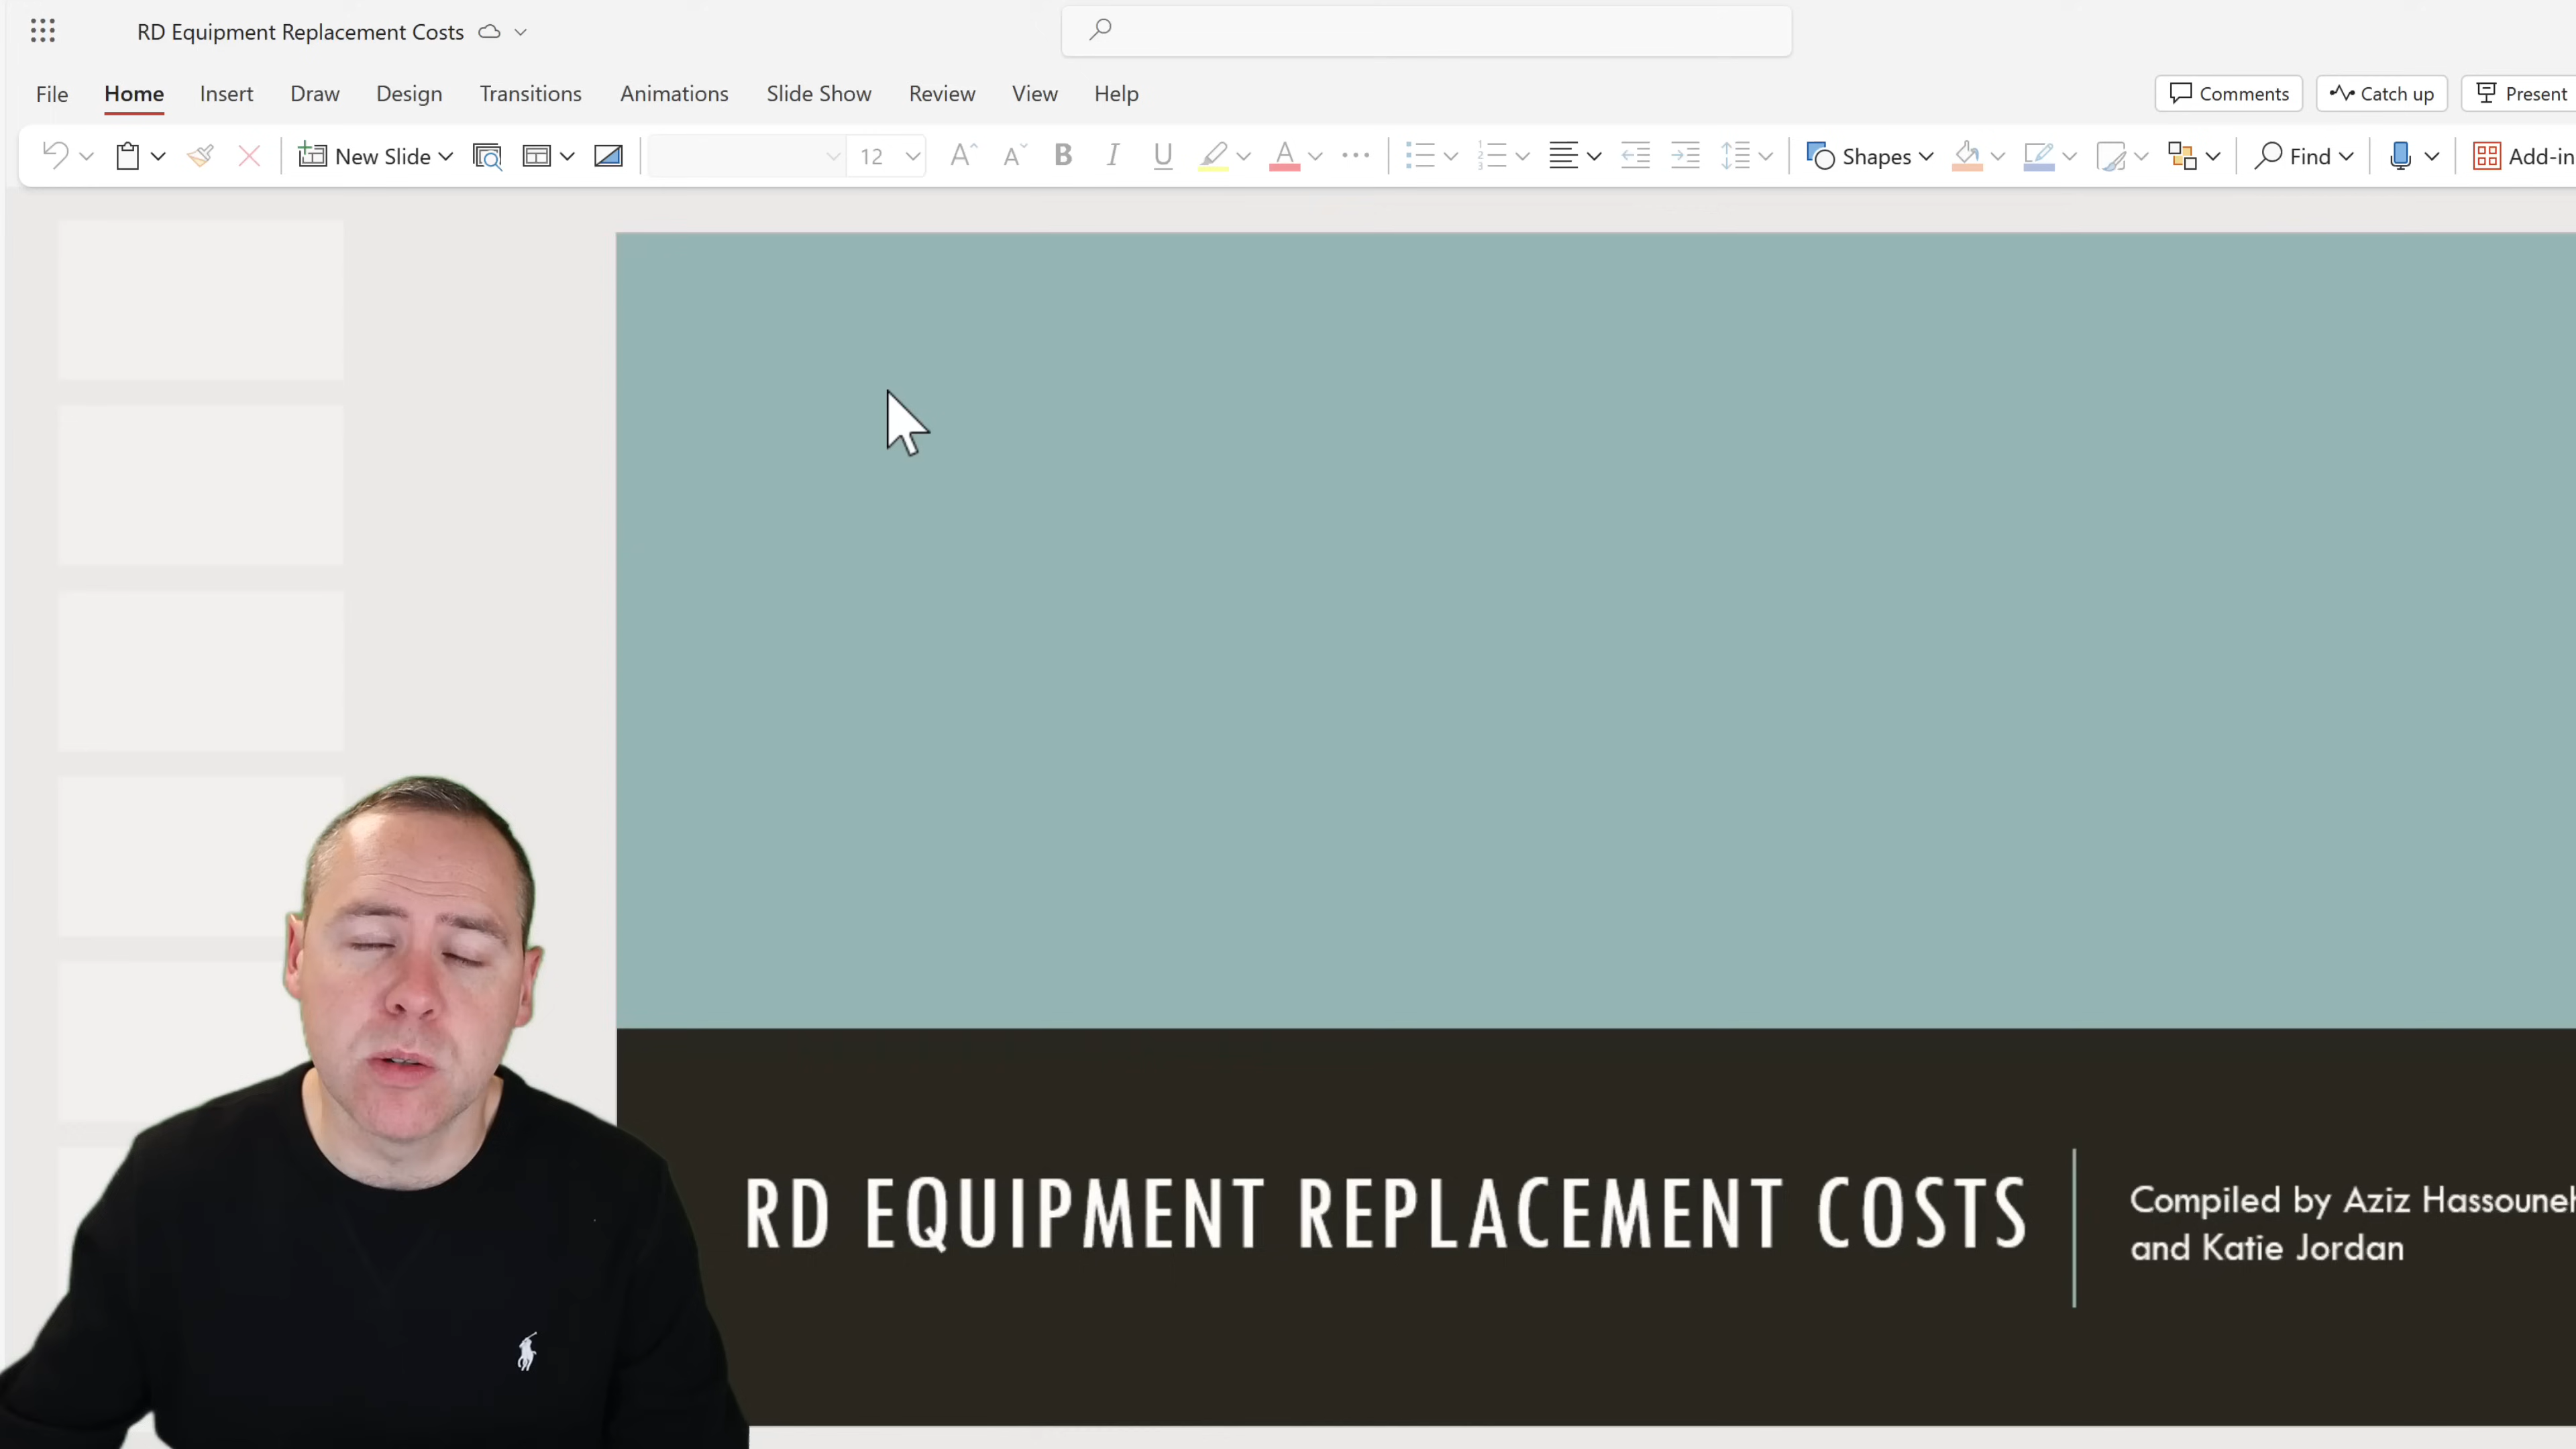 RD Equipment Replacement Costs
File Home Insert Draw Design Transitions Animations Slide Show Review View Help Comments Catch up Present
New Slide 12 A A B I U A Shapes Find Add-in
RD EQUIPMENT REPLACEMENT COSTS
Compiled by Aziz Hassouneh
and Katie Jordan